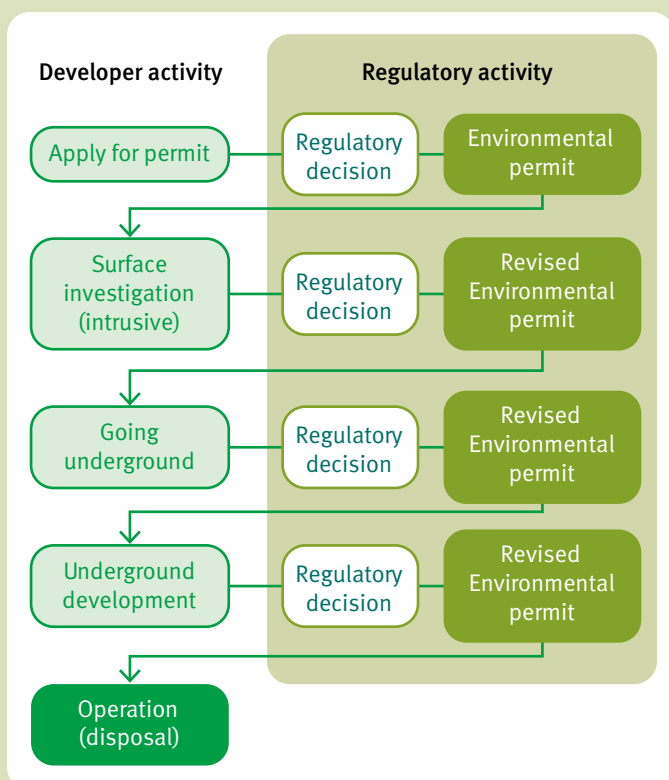 Developer activity
Regulatory activity
Apply for permit
Regulatory
decision
Environmental
permit
Surface
investigation
(intrusive)
Regulatory
decision
Revised
Environmental
permit
Going
underground
Regulatory
decision
Revised
Environmental
permit
Underground
development
Regulatory
decision
Revised
Environmental
permit
Operation
(disposal)